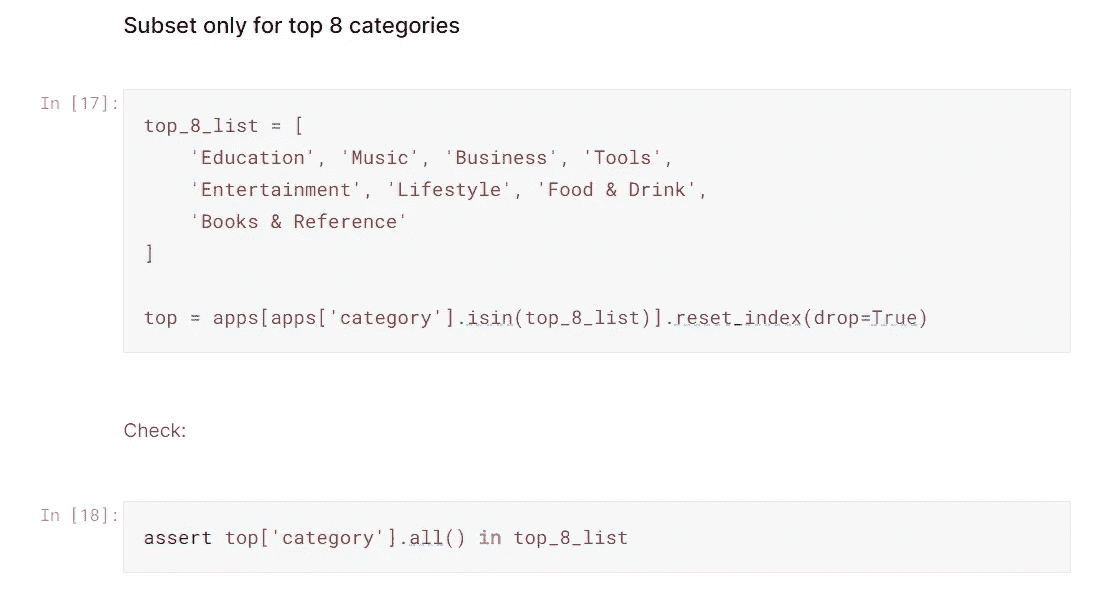 Subset only for top 8 categories
In [17]:
top_8_list = [
    'Education', 'Music', 'Business', 'Tools',
    'Entertainment', 'Lifestyle', 'Food & Drink',
    'Books & Reference'
]
top = apps[apps['category'].isin(top_8_list)].reset_index(drop=True)
Check:
In [18]:
assert top['category'].all() in top_8_list